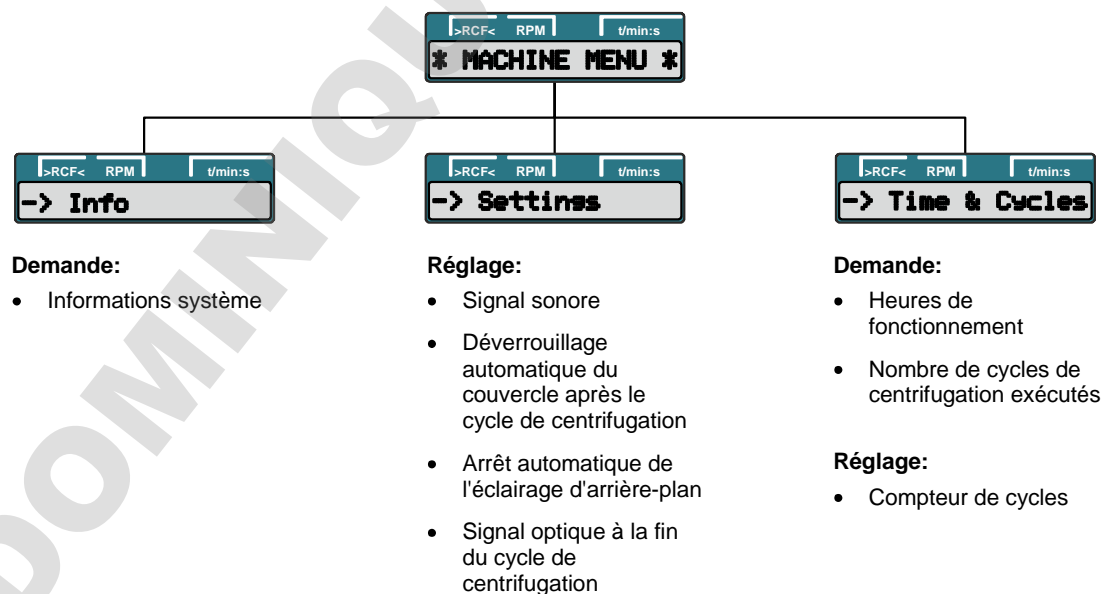 >RCF< RPM t/min:s
* MACHINE MENU *
>RCF< RPM t/min:s
-> Info
Demande:
• Informations système
>RCF< RPM t/min:s
-> Settings
Réglage:
• Signal sonore
• Déverrouillage
automatique du
couvercle après le
cycle de centrifugation
• Arrêt automatique de
l'éclairage d'arrière-plan
• Signal optique à la fin
du cycle de
centrifugation
>RCF< RPM t/min:s
-> Time & Cycles
Demande:
• Heures de
fonctionnement
• Nombre de cycles de
centrifugation exécutés
Réglage:
• Compteur de cycles
DOMINIQU